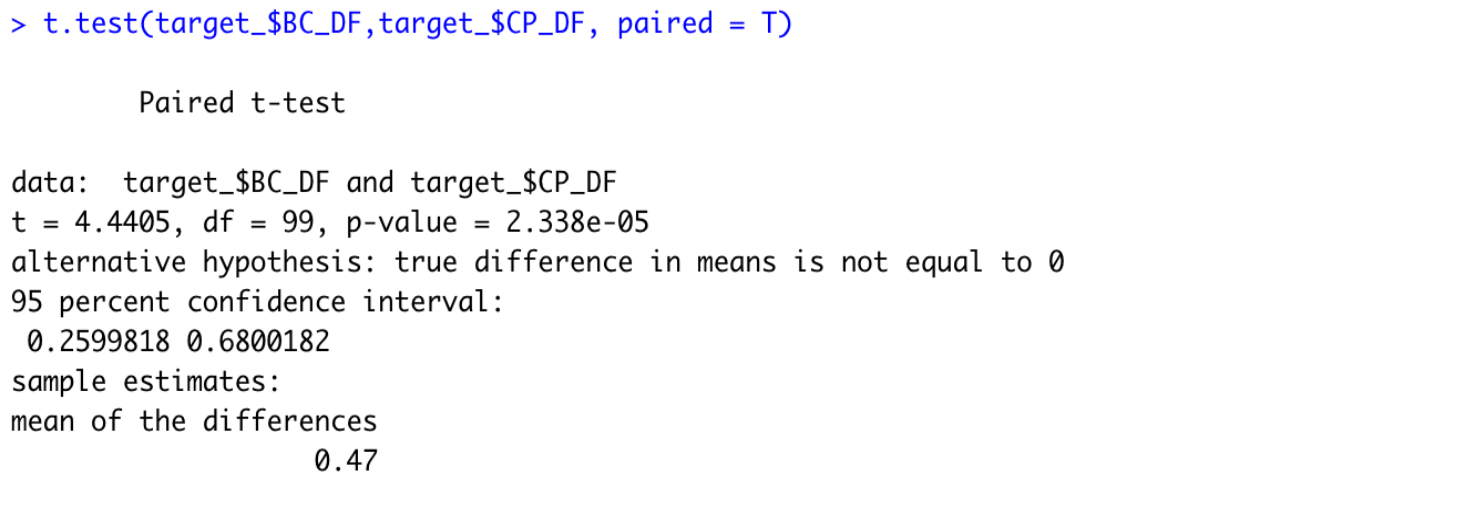 > t.test(target_$BC_DF,target_$CP_DF, paired = T)
Paired t-test
data:  target_$BC_DF and target_$CP_DF
t = 4.4405, df = 99, p-value = 2.338e-05
alternative hypothesis: true difference in means is not equal to 0
95 percent confidence interval:
0.2599818 0.6800182
sample estimates:
mean of the differences
0.47